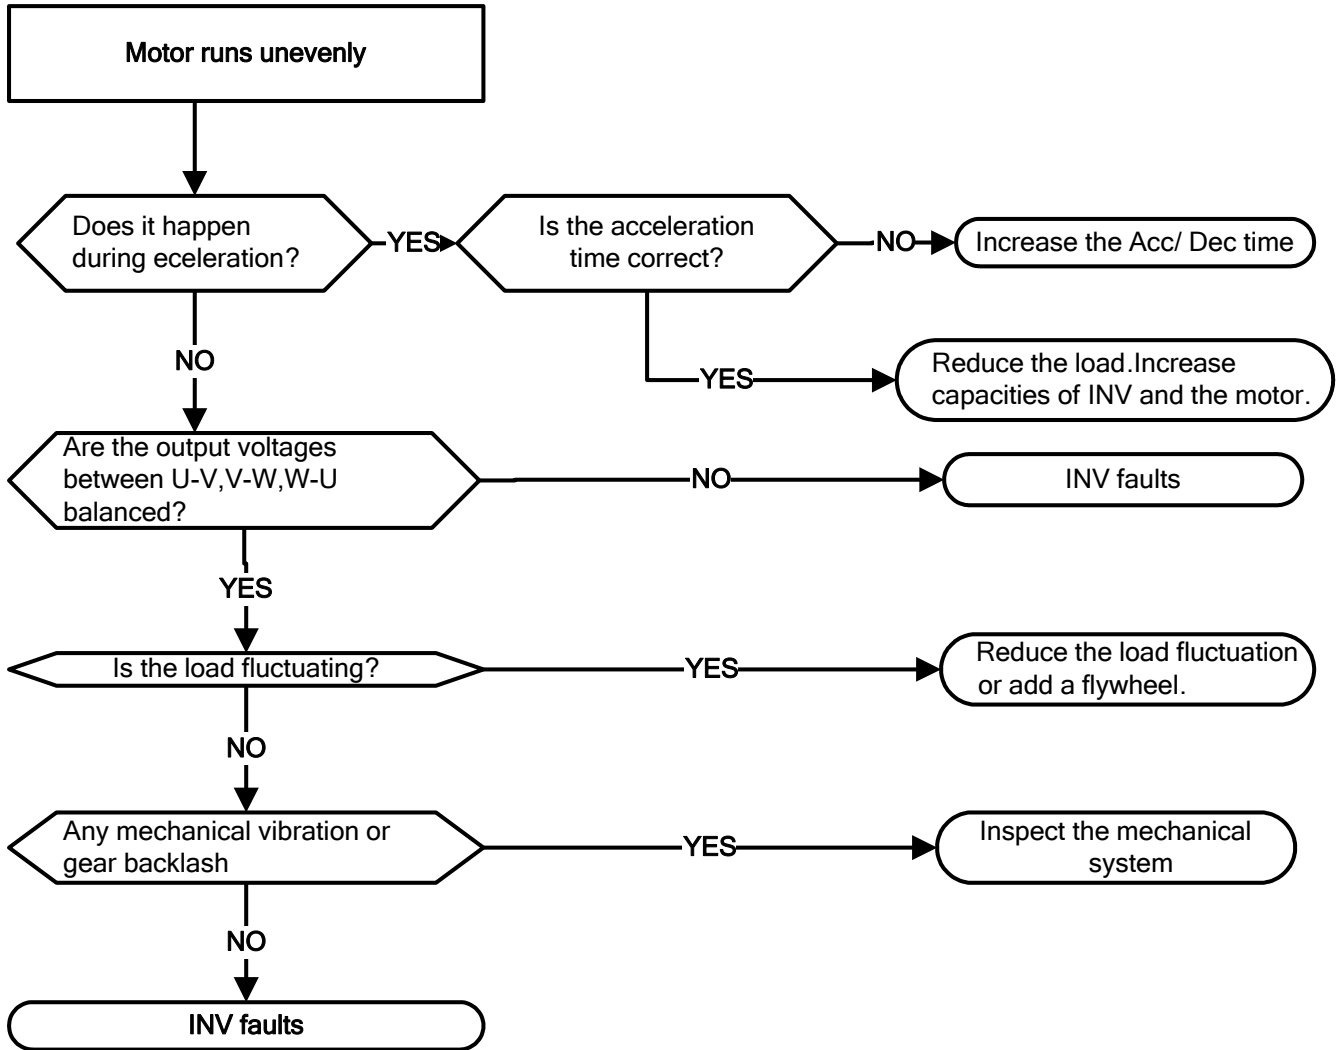 Motor runs unevenly
Does it happen
during eceleration?
YES
Is the acceleration
time correct?
NO
Increase the Acc/ Dec time
NO
YES
Reduce the load.Increase
capacities of INV and the motor.
Are the output voltages
between U-V,V-W,W-U
balanced?
NO
INV faults
YES
Is the load fluctuating?
YES
Reduce the load fluctuation
or add a flywheel.
NO
Any mechanical vibration or
gear backlash
YES
Inspect the mechanical
system
NO
INV faults